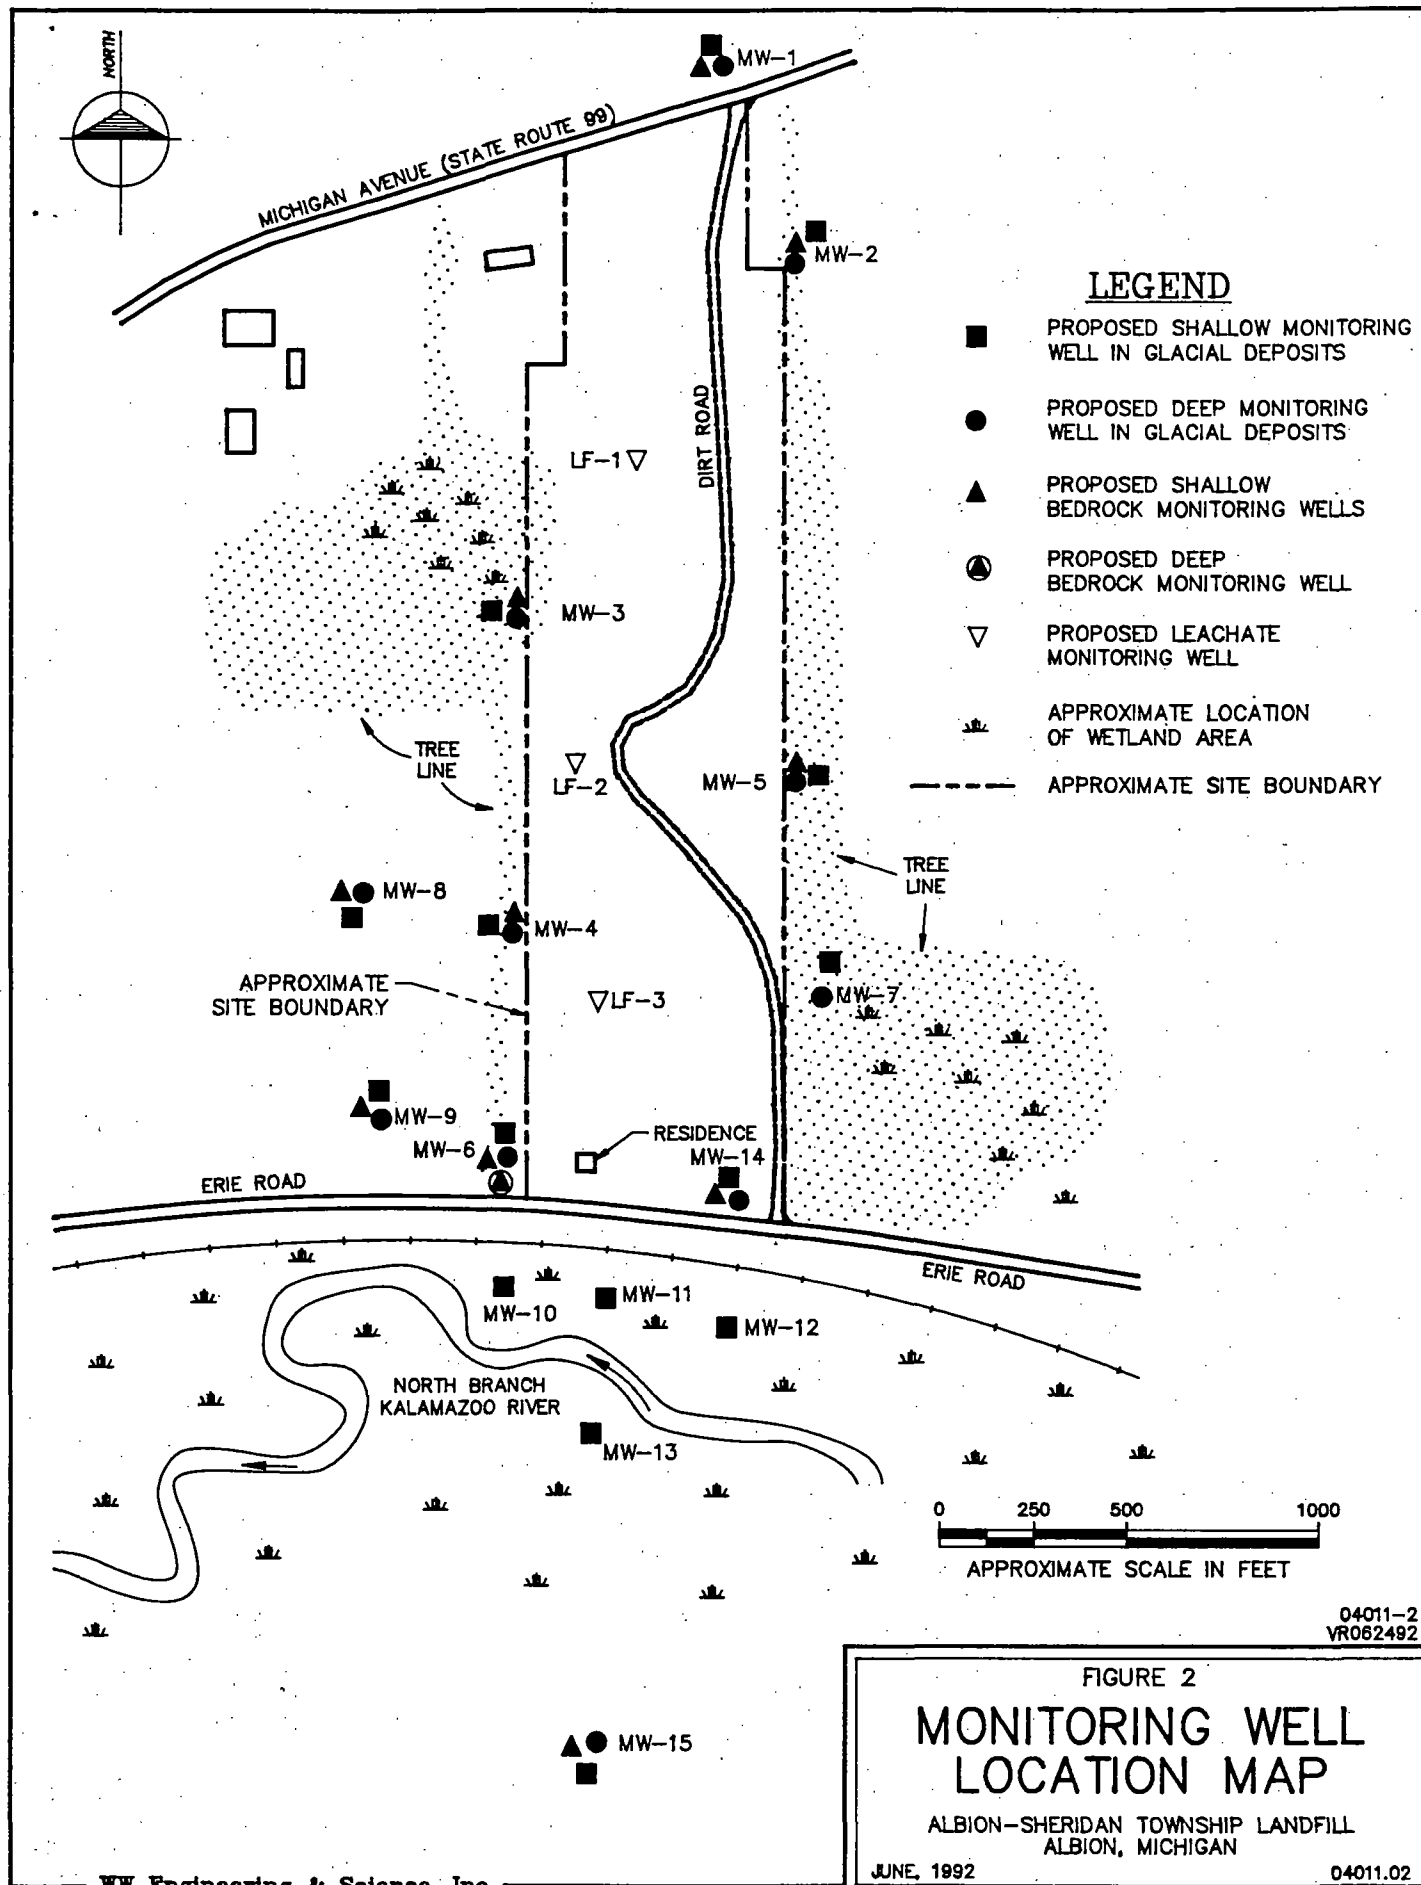 NORTH
MW-1
MICHIGAN AVENUE (STATE ROUTE 99)
MW-2
LEGEND
PROPOSED SHALLOW MONITORING
WELL IN GLACIAL DEPOSITS
PROPOSED DEEP MONITORING
WELL IN GLACIAL DEPOSITS
PROPOSED SHALLOW
BEDROCK MONITORING WELLS
PROPOSED DEEP
BEDROCK MONITORING WELL
PROPOSED LEACHATE
MONITORING WELL
APPROXIMATE LOCATION
OF WETLAND AREA
APPROXIMATE SITE BOUNDARY
DIRT ROAD
LF-1
MW-3
TREE
LINE
LF-2
MW-5
TREE
LINE
MW-8
MW-4
APPROXIMATE
SITE BOUNDARY
LF-3
MW-7
MW-9
MW-6
RESIDENCE
MW-14
ERIE ROAD
ERIE ROAD
MW-10
MW-11
MW-12
NORTH BRANCH
KALAMAZOO RIVER
MW-13
0 250 500 1000
APPROXIMATE SCALE IN FEET
04011-2
VR062492
MW-15
FIGURE 2
MONITORING WELL
LOCATION MAP
ALBION-SHERIDAN TOWNSHIP LANDFILL
ALBION, MICHIGAN
JUNE, 1992 04011.02
WW Engineering & Science, Inc